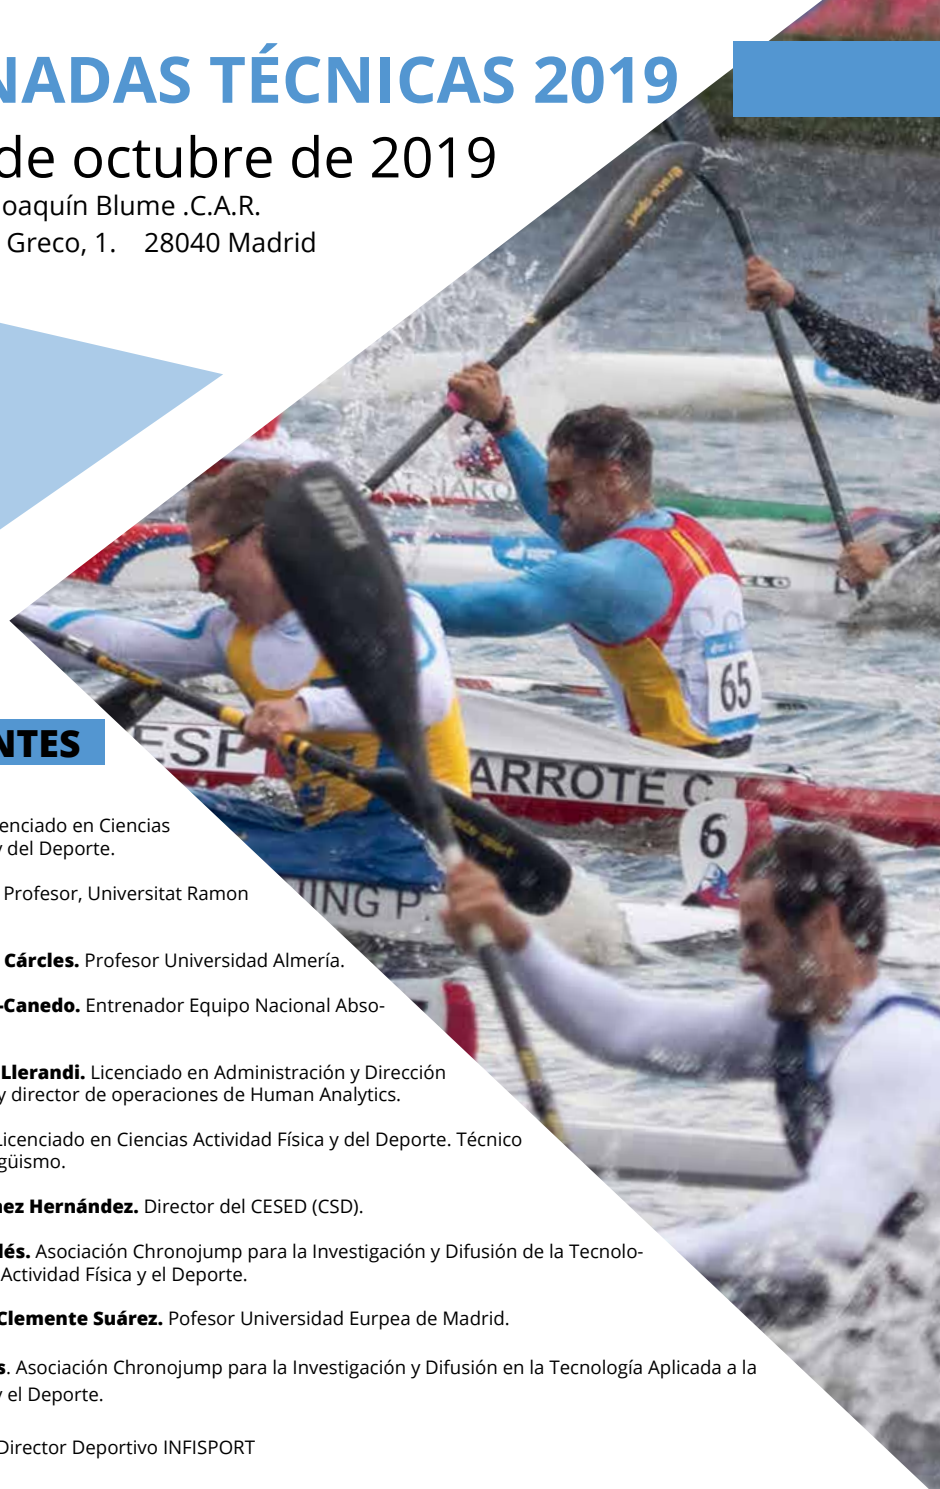 NADAS TÉCNICAS 2019
de octubre de 2019
oaquín Blume .C.A.R.
Greco, 1. 28040 Madrid
Braca-sport
65
NTES
ESP
ARROTE C
6
ING P
enciado en Ciencias
y del Deporte.
Profesor, Universitat Ramon
Cárcles. Profesor Universidad Almería.
-Canedo. Entrenador Equipo Nacional Abso-
Llerandi. Licenciado en Administración y Dirección
y director de operaciones de Human Analytics.
Licenciado en Ciencias Actividad Física y del Deporte. Técnico
güismo.
nez Hernández. Director del CESED (CSD).
lés. Asociación Chronojump para la Investigación y Difusión de la Tecnolo-
Actividad Física y el Deporte.
Clemente Suárez. Pofesor Universidad Eurpea de Madrid.
s. Asociación Chronojump para la Investigación y Difusión en la Tecnología Aplicada a la
y el Deporte.
Director Deportivo INFISPORT